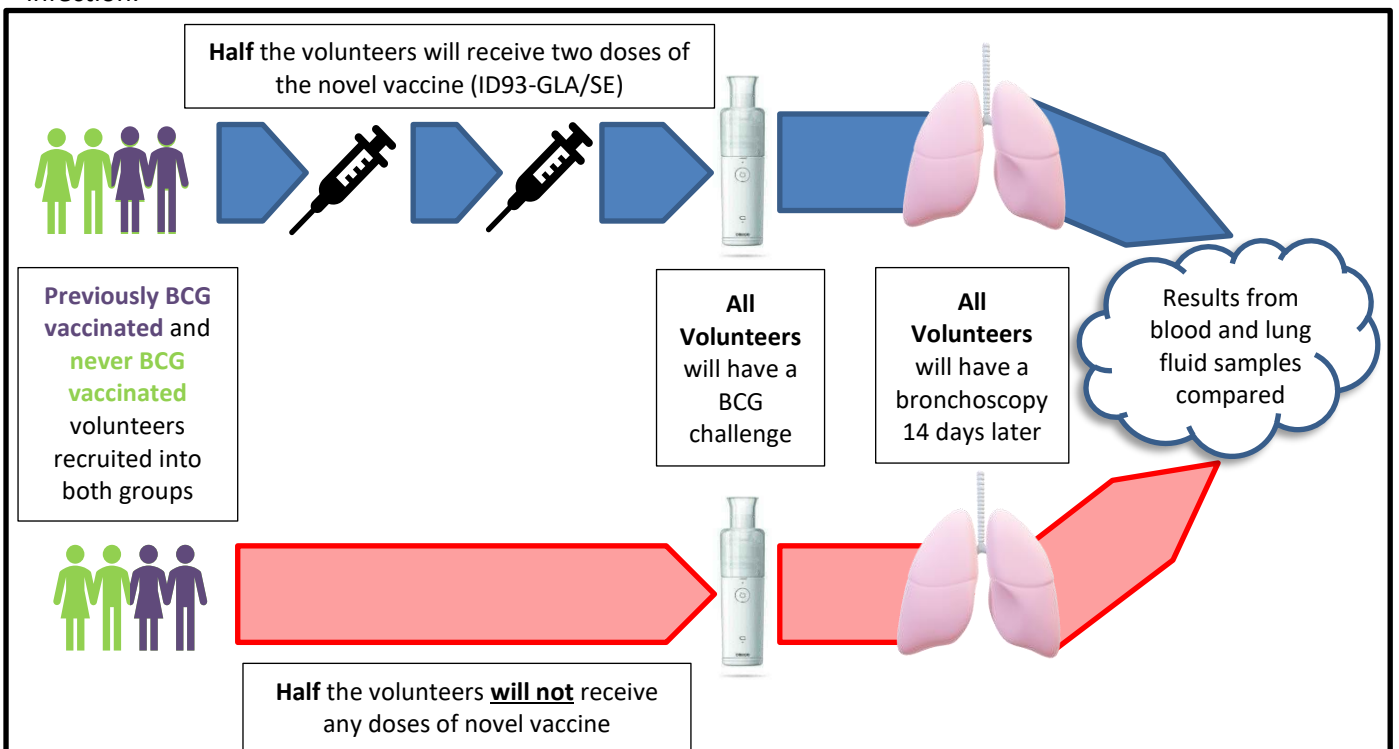 infection.
Half the volunteers will receive two doses of
the novel vaccine (ID93-GLA/SE)
Previously BCG
vaccinated and
never BCG
vaccinated
volunteers
recruited into
both groups
All
Volunteers
will have a
BCG
challenge
All
Volunteers
will have a
bronchoscopy
14 days later
Results from
blood and lung
fluid samples
compared
Half the volunteers will not receive
any doses of novel vaccine